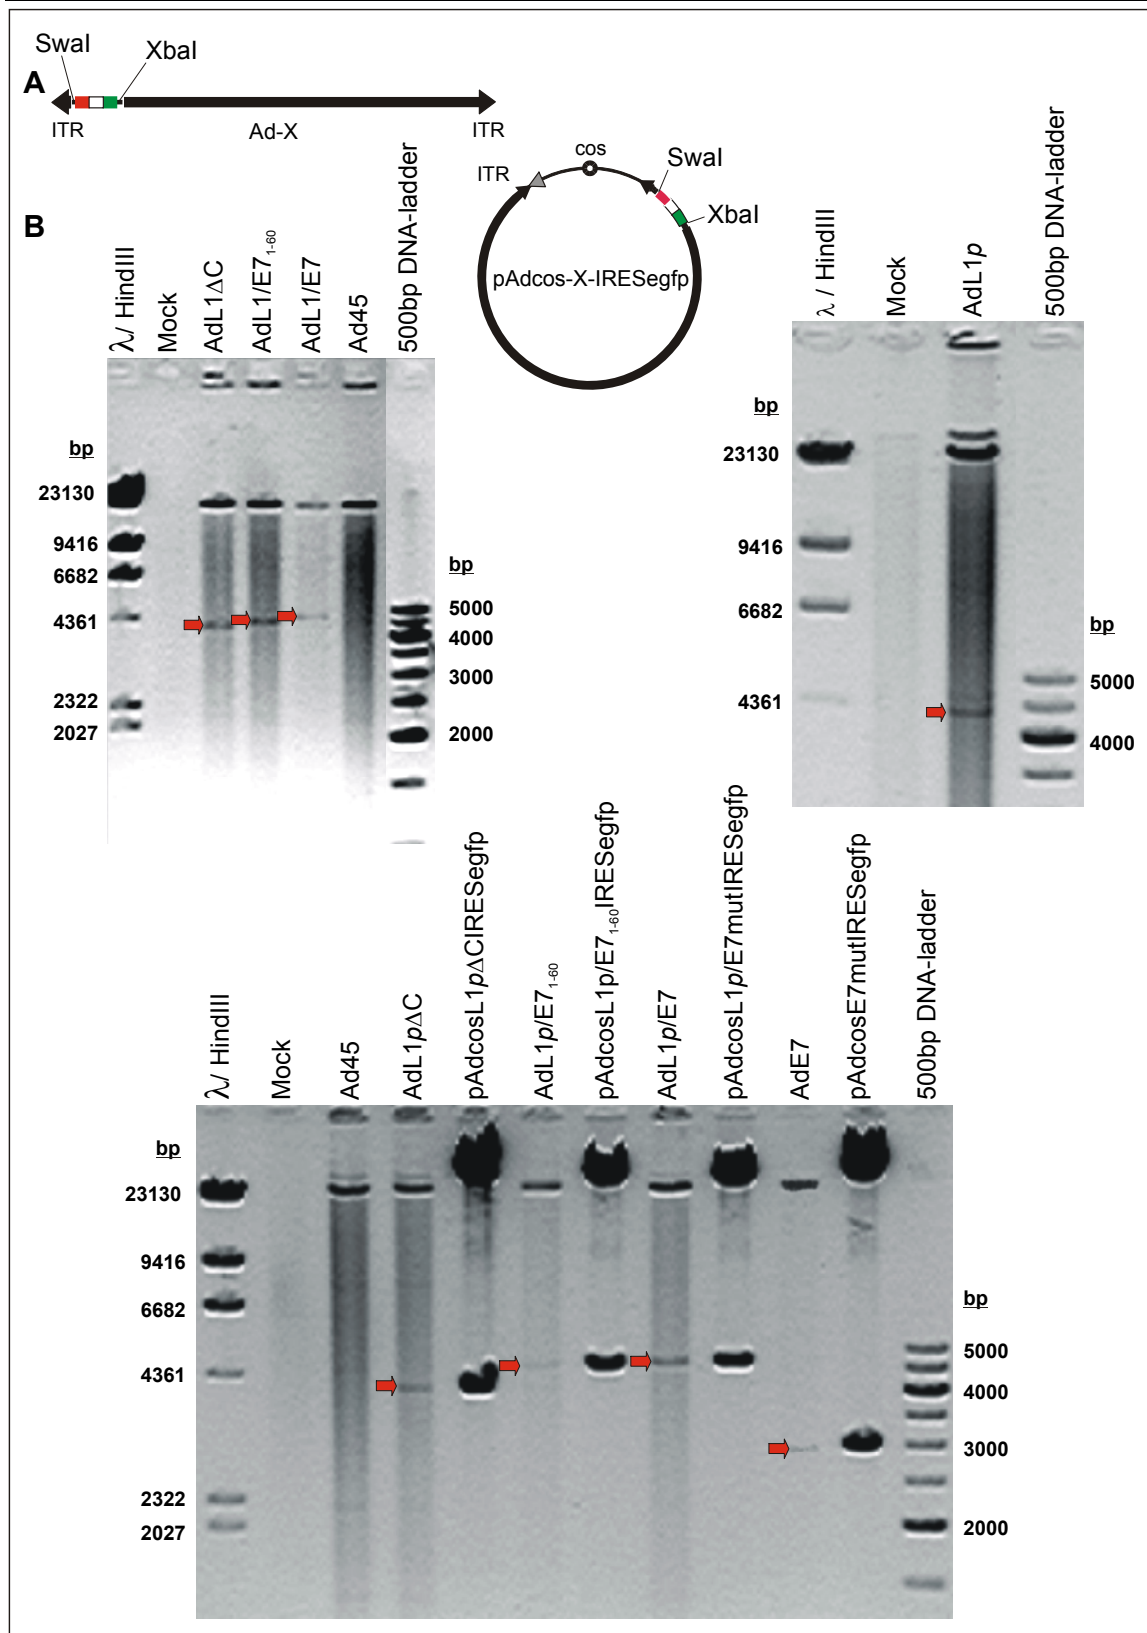 SwaI
XbaI
A
ITR
Ad-X
ITR
cos
ITR
SwaI
XbaI
pAdcos-X-IRESegfp
B
λ/ HindIII
Mock
AdL1ΔC
AdL1/E7₁₋₆₀
AdL1/E7
Ad45
500bp DNA-ladder
bp
23130
9416
6682
4361
2322
2027
bp
5000
4000
3000
2000
λ / HindIII
Mock
AdL1p
500bp DNA-ladder
bp
23130
9416
6682
4361
bp
5000
4000
λ/ HindIII
Mock
Ad45
AdL1pΔC
pAdcosL1pΔCIRESegfp
AdL1p/E7₁₋₆₀
pAdcosL1p/E7₁₋₆₀IRESegfp
AdL1p/E7
pAdcosL1p/E7mutIRESegfp
AdE7
pAdcosE7mutIRESegfp
500bp DNA-ladder
bp
23130
9416
6682
4361
2322
2027
bp
5000
4000
3000
2000